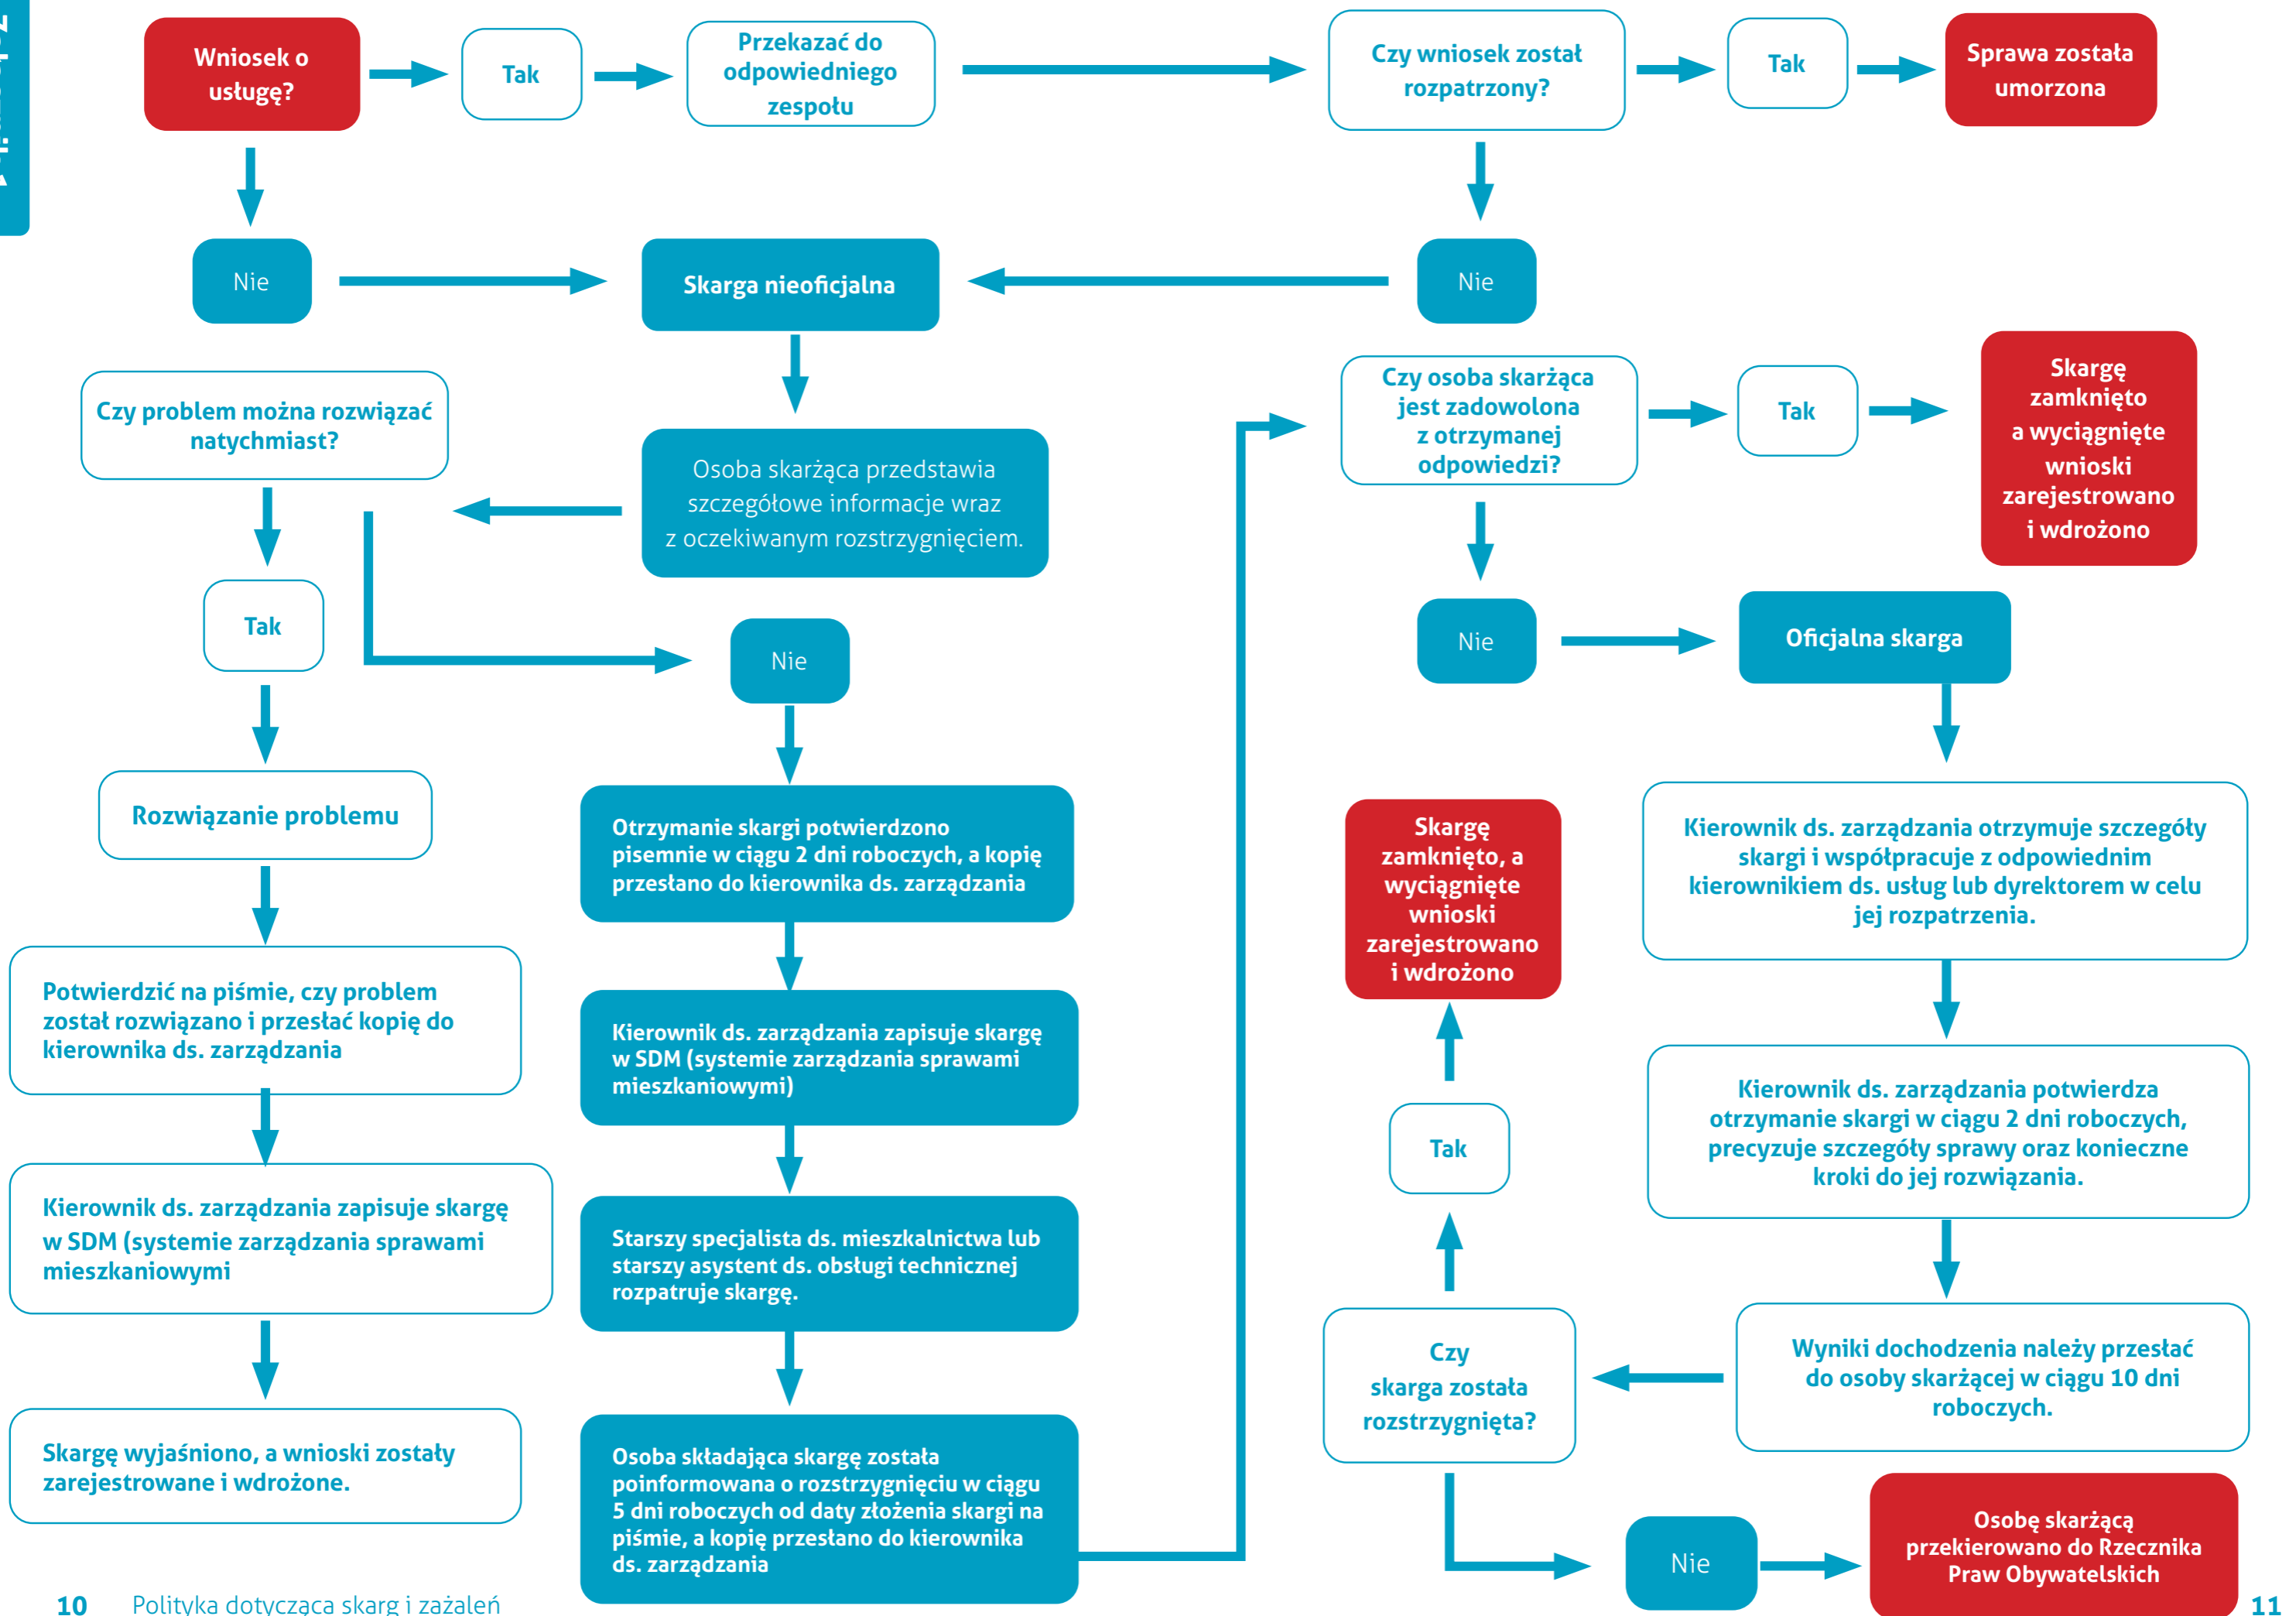 Wniosek o
usługę?
Tak
Przekazać do
odpowiedniego
zespołu
Czy wniosek został
rozpatrzony?
Tak
Sprawa została
umorzona
Nie
Skarga nieoficjalna
Nie
Czy problem można rozwiązać
natychmiast?
Osoba skarżąca przedstawia
szczegółowe informacje wraz
z oczekiwanym rozstrzygnięciem.
Tak
Nie
Rozwiązanie problemu
Potwierdzić na piśmie, czy problem
został rozwiązano i przesłać kopię do
kierownika ds. zarządzania
Kierownik ds. zarządzania zapisuje skargę
w SDM (systemie zarządzania sprawami
mieszkaniowymi
Skargę wyjaśniono, a wnioski zostały
zarejestrowane i wdrożone.
Otrzymanie skargi potwierdzono
pisemnie w ciągu 2 dni roboczych, a kopię
przesłano do kierownika ds. zarządzania
Kierownik ds. zarządzania zapisuje skargę
w SDM (systemie zarządzania sprawami
mieszkaniowymi)
Starszy specjalista ds. mieszkalnictwa lub
starszy asystent ds. obsługi technicznej
rozpatruje skargę.
Osoba składająca skargę została
poinformowana o rozstrzygnięciu w ciągu
5 dni roboczych od daty złożenia skargi na
piśmie, a kopię przesłano do kierownika
ds. zarządzania
Czy osoba skarżąca
jest zadowolona
z otrzymanej
odpowiedzi?
Tak
Skargę
zamknięto
a wyciągnięte
wnioski
zarejestrowano
i wdrożono
Nie
Oficjalna skarga
Kierownik ds. zarządzania otrzymuje szczegóły
skargi i współpracuje z odpowiednim
kierownikiem ds. usług lub dyrektorem w celu
jej rozpatrzenia.
Kierownik ds. zarządzania potwierdza
otrzymanie skargi w ciągu 2 dni roboczych,
precyzuje szczegóły sprawy oraz konieczne
kroki do jej rozwiązania.
Wyniki dochodzenia należy przesłać
do osoby skarżącej w ciągu 10 dni
roboczych.
Czy
skarga została
rozstrzygnięta?
Tak
Skargę
zamknięto, a
wyciągnięte
wnioski
zarejestrowano
i wdrożono
Nie
Osobę skarżącą
przekierowano do Rzecznika
Praw Obywatelskich
10 Polityka dotycząca skarg i zażaleń
11